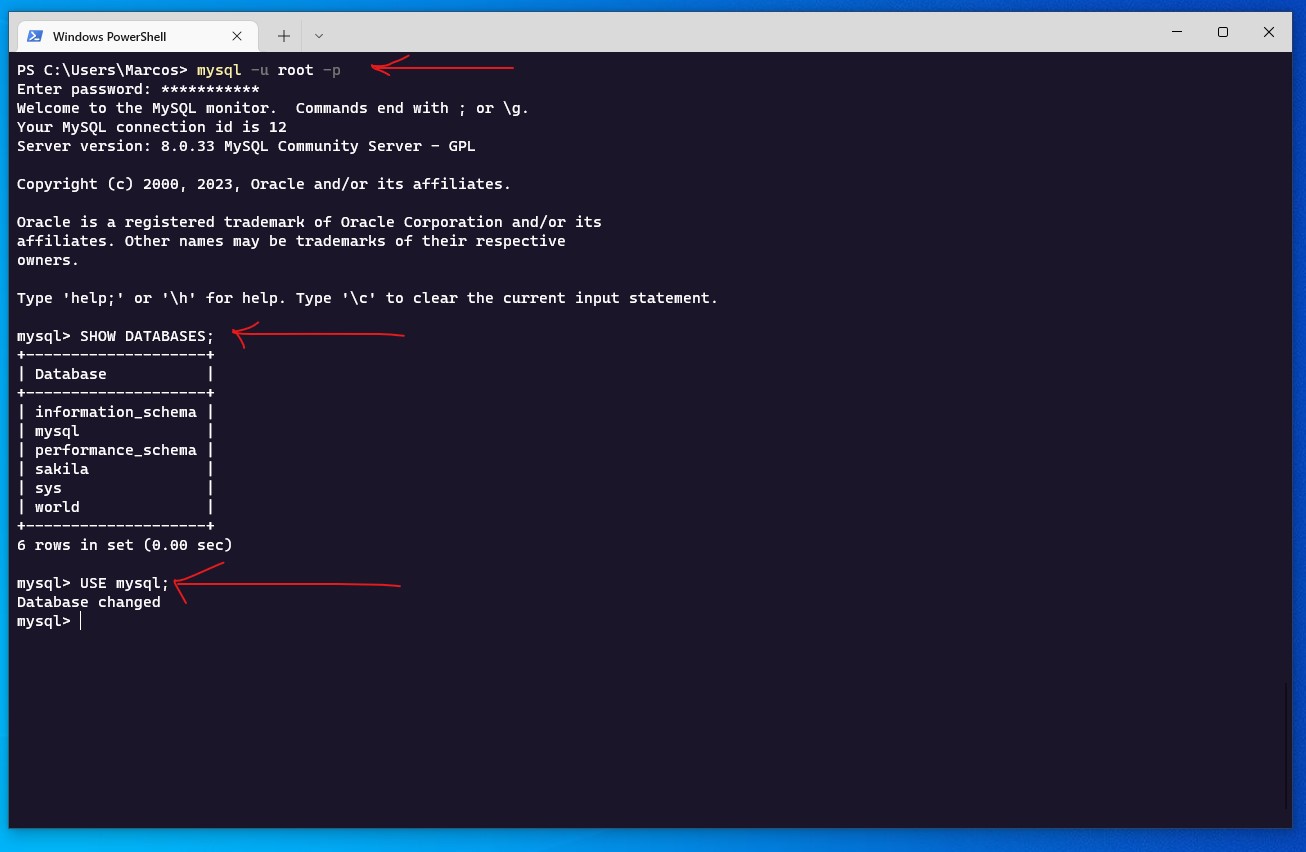 Windows PowerShell
PS C:\Users\Marcos> mysql -u root -p
Enter password: ***********
Welcome to the MySQL monitor.  Commands end with ; or \g.
Your MySQL connection id is 12
Server version: 8.0.33 MySQL Community Server - GPL
Copyright (c) 2000, 2023, Oracle and/or its affiliates.
Oracle is a registered trademark of Oracle Corporation and/or its
affiliates. Other names may be trademarks of their respective
owners.
Type 'help;' or '\h' for help. Type '\c' to clear the current input statement.
mysql> SHOW DATABASES;
+--------------------+
| Database           |
+--------------------+
| information_schema |
| mysql              |
| performance_schema |
| sakila             |
| sys                |
| world              |
+--------------------+
6 rows in set (0.00 sec)
mysql> USE mysql;
Database changed
mysql>